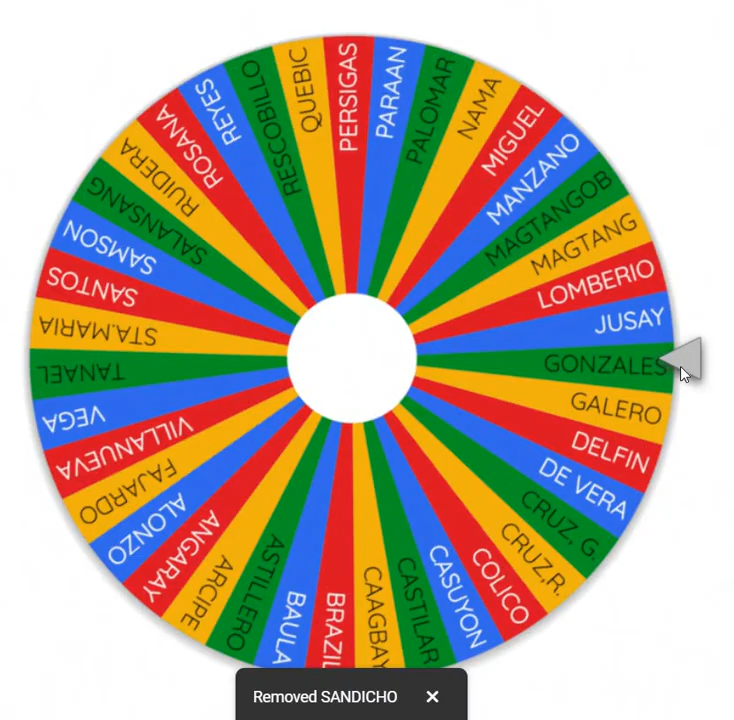 PERSIGAS
PARAAN
PALOMAR
NAMA
MIGUEL
MANZANO
MAGTANGOB
MAGTANG
LOMBERIO
JUSAY
GONZALES
GALERO
DELFIN
DE VERA
CRUZ, G.
CRUZ,R.
COLICO
CASUYON
CASTILAR
CAAGBAY
BRAZIL
BAULA
ASTILLERO
ARCIPE
ANGARAY
ALONZO
FAJARDO
VILLANUEVA
VEGA
TANAEL
STA.MARIA
SANTOS
SAMSON
SALANSANG
RUIDERA
ROSANA
REYES
RESCOBILLO
QUEBIC
Removed SANDICHO